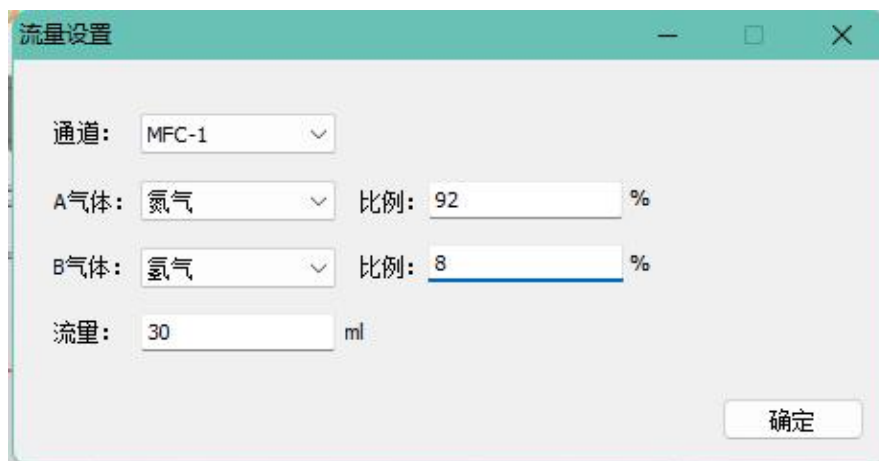 流量设置
通道： MFC-1
A气体： 氮气 比例： 92 %
B气体： 氢气 比例： 8 %
流里： 30 ml
确定